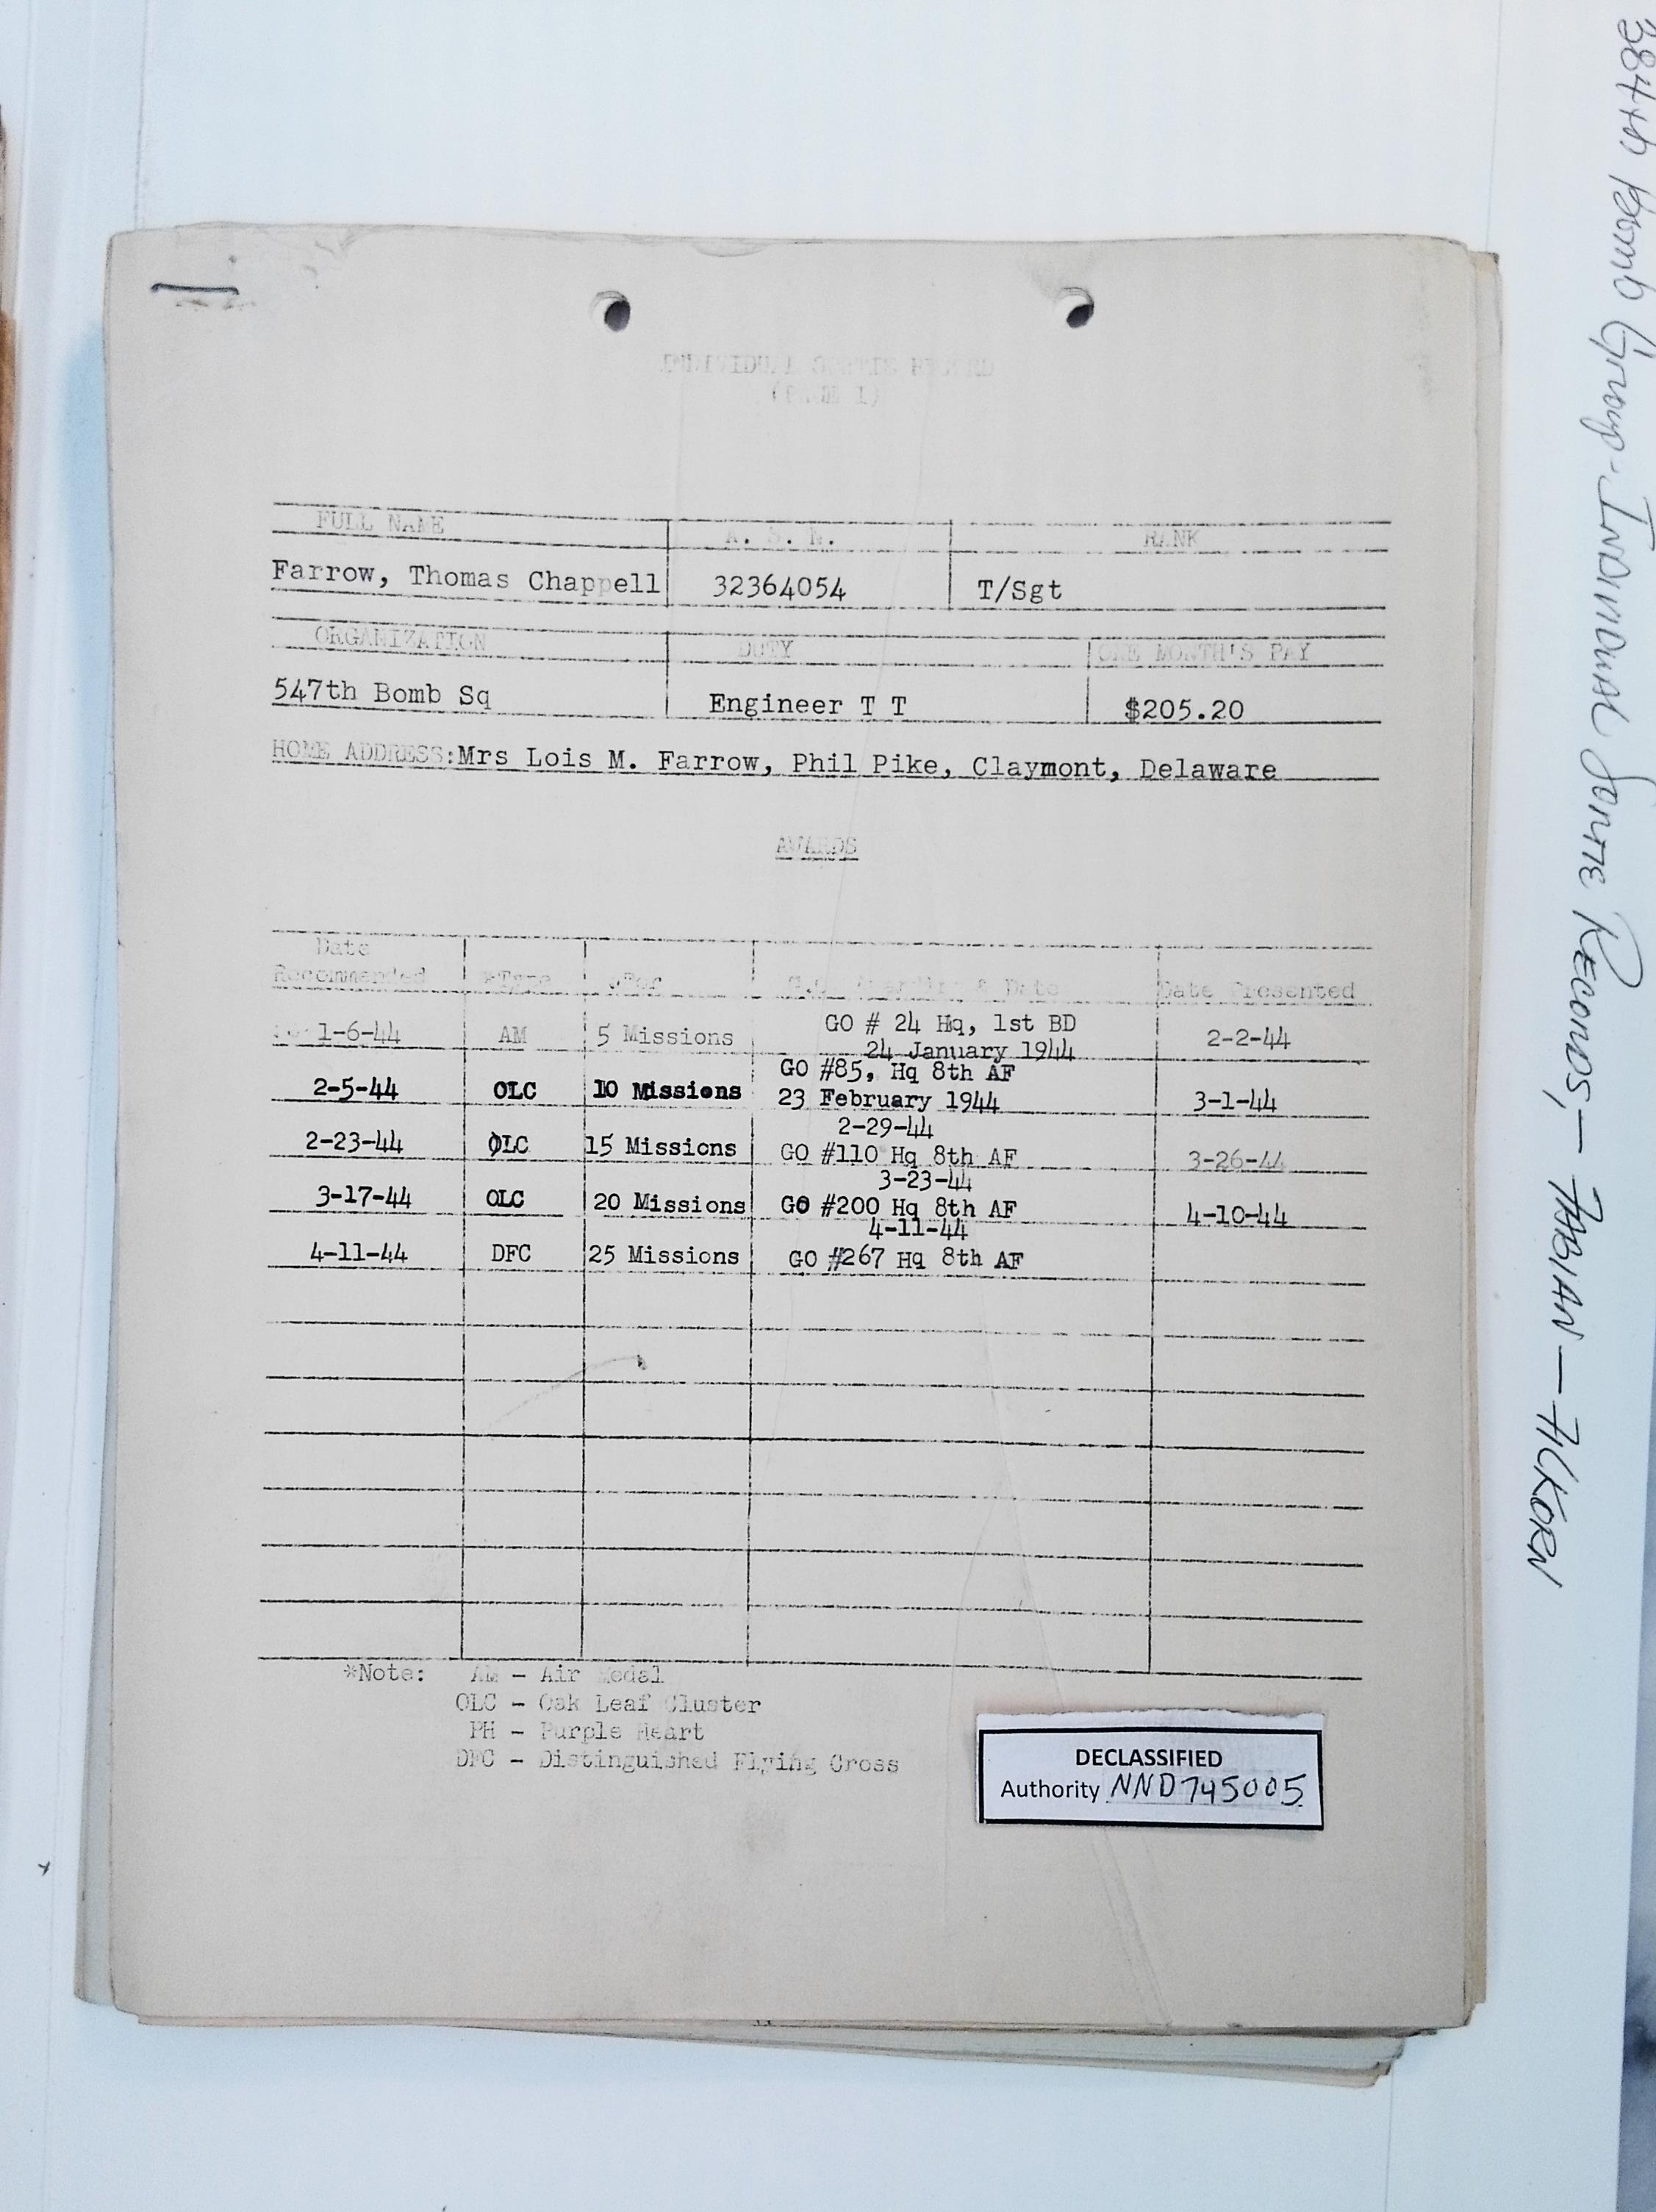 384th Bomb Group - Individual Sortie Records, - FABIAN - FILKORN
FULL NAME A. S. N. RANK
Farrow, Thomas Chappell 32364054 T/Sgt
ORGANIZATION DUTY ONE MONTH'S PAY
547th Bomb Sq Engineer T T $205.20
HOME ADDRESS: Mrs Lois M. Farrow, Phil Pike, Claymont, Delaware
AWARDS
Date
Recommended *Type For G.O. & Date Date Presented
1-6-44 AM 5 Missions GO # 24 Hq, 1st BD 2-2-44
24 January 1944
GO #85, Hq 8th AF
2-5-44 OLC 10 Missions 23 February 1944 3-1-44
2-29-44
2-23-44 OLC 15 Missions GO #110 Hq 8th AF 3-26-44
3-23-44
3-17-44 OLC 20 Missions GO #200 Hq 8th AF 4-10-44
4-11-44
4-11-44 DFC 25 Missions GO #267 Hq 8th AF
*Note: AM - Air Medal
OLC - Oak Leaf Cluster
PH - Purple Heart
DFC - Distinguished Flying Cross
DECLASSIFIED
Authority NND 745005